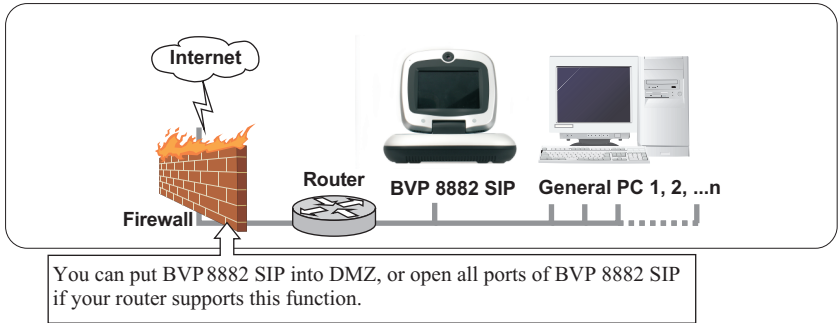 Internet
Router
BVP 8882 SIP
General PC 1, 2, ...n
Firewall
You can put BVP 8882 SIP into DMZ, or open all ports of BVP 8882 SIP
if your router supports this function.